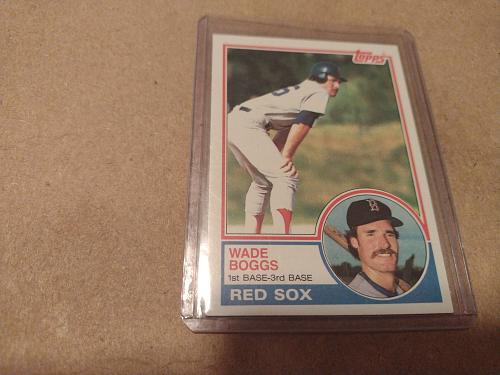 Topps
WADE
BOGGS
1st BASE-3rd BASE
RED SOX
B